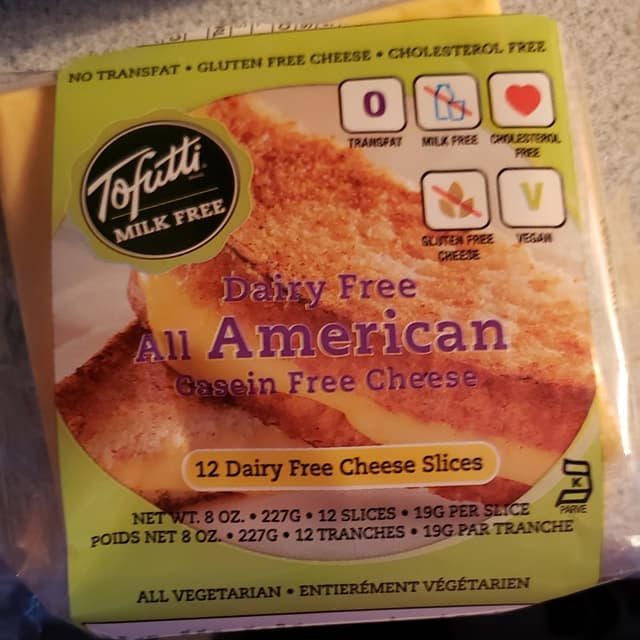 NO TRANSFAT • GLUTEN FREE CHEESE • CHOLESTEROL FREE
Tofutti
MILK FREE
0
TRANSFAT
MILK FREE
CHOLESTEROL FREE
GLUTEN FREE CHEESE
V
VEGAN
Dairy Free
All American
Casein Free Cheese
12 Dairy Free Cheese Slices
K
PARVE
NET WT. 8 OZ. • 227G • 12 SLICES • 19G PER SLICE
POIDS NET 8 OZ. • 227G • 12 TRANCHES • 19G PAR TRANCHE
ALL VEGETARIAN • ENTIERÉMENT VÉGÉTARIEN